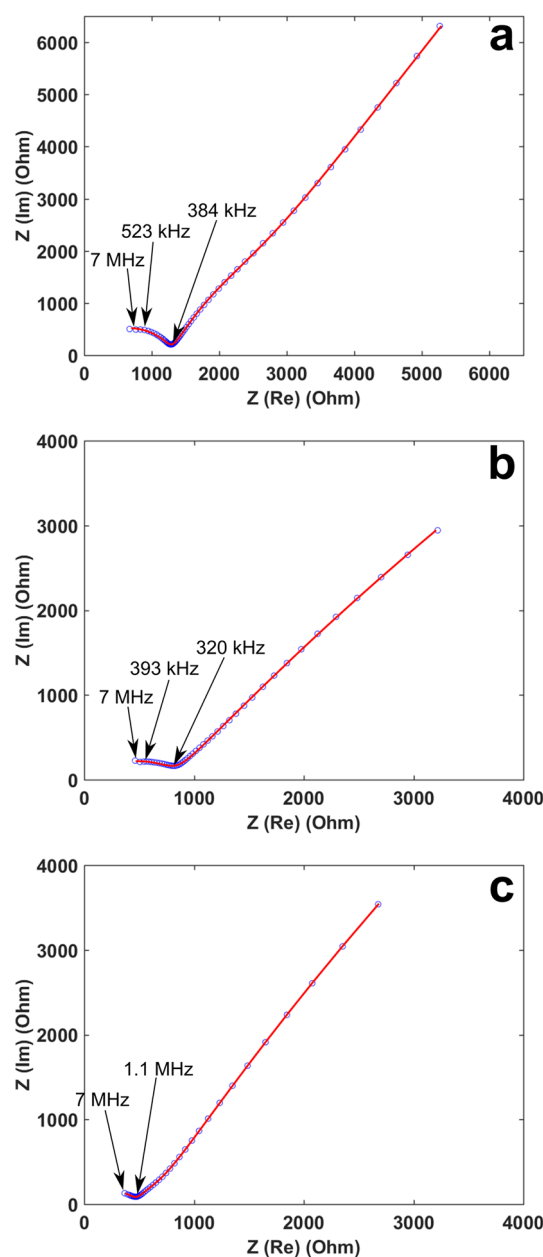 a
6000
5000
4000
3000
2000
1000
0
Z (Im) (Ohm)
7 MHz
523 kHz
384 kHz
0 1000 2000 3000 4000 5000 6000
Z (Re) (Ohm)
b
4000
3000
2000
1000
0
Z (Im) (Ohm)
7 MHz
393 kHz
320 kHz
0 1000 2000 3000 4000
Z (Re) (Ohm)
c
4000
3000
2000
1000
0
Z (Im) (Ohm)
7 MHz
1.1 MHz
0 1000 2000 3000 4000
Z (Re) (Ohm)